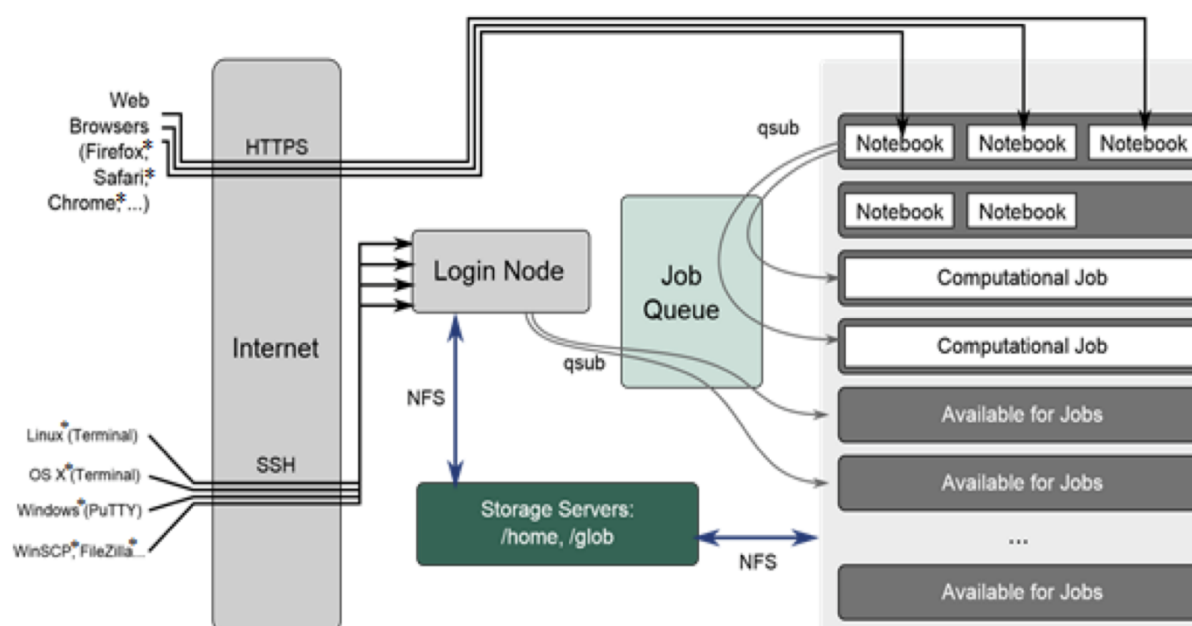 Web
Browsers
(Firefox,*
Safari,*
Chrome,*...)
HTTPS
Internet
SSH
Linux*(Terminal)
OS X*(Terminal)
Windows*(PuTTY)
WinSCP,*FileZilla*...
Login Node
NFS
qsub
Storage Servers:
/home, /glob
NFS
Job
Queue
qsub
Notebook
Notebook
Notebook
Notebook
Notebook
Computational Job
Computational Job
Available for Jobs
Available for Jobs
...
Available for Jobs